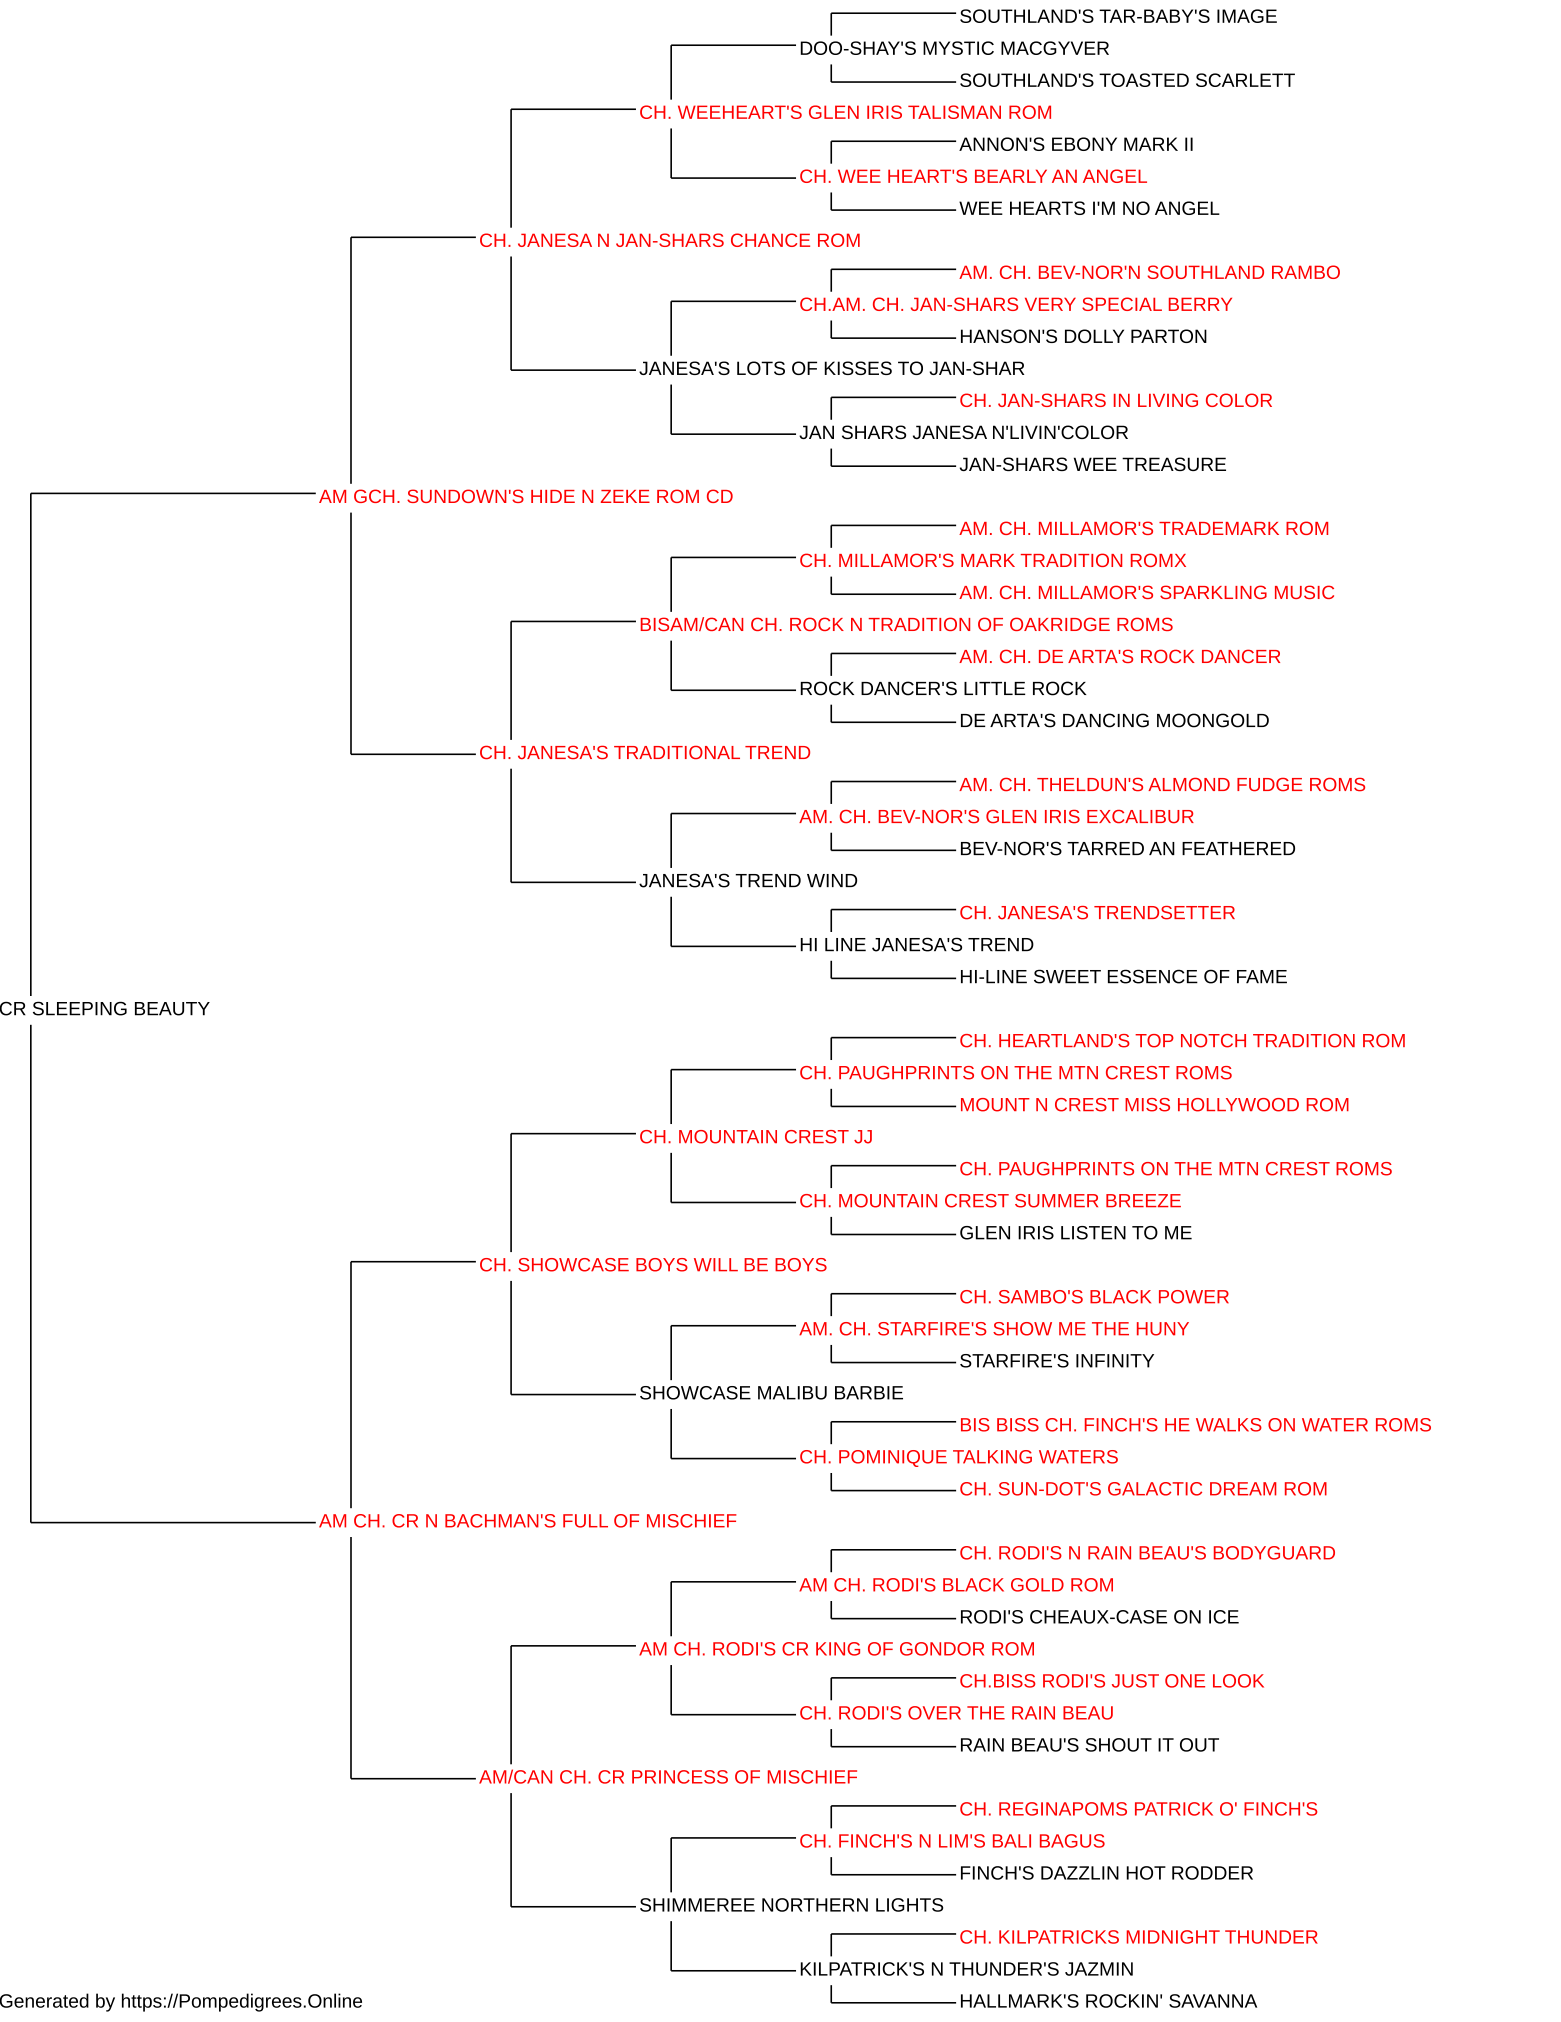 SOUTHLAND'S TAR-BABY'S IMAGE
DOO-SHAY'S MYSTIC MACGYVER
SOUTHLAND'S TOASTED SCARLETT
CH. WEEHEART'S GLEN IRIS TALISMAN ROM
ANNON'S EBONY MARK II
CH. WEE HEART'S BEARLY AN ANGEL
WEE HEARTS I'M NO ANGEL
CH. JANESA N JAN-SHARS CHANCE ROM
AM. CH. BEV-NOR'N SOUTHLAND RAMBO
CH.AM. CH. JAN-SHARS VERY SPECIAL BERRY
HANSON'S DOLLY PARTON
JANESA'S LOTS OF KISSES TO JAN-SHAR
CH. JAN-SHARS IN LIVING COLOR
JAN SHARS JANESA N'LIVIN'COLOR
JAN-SHARS WEE TREASURE
AM GCH. SUNDOWN'S HIDE N ZEKE ROM CD
AM. CH. MILLAMOR'S TRADEMARK ROM
CH. MILLAMOR'S MARK TRADITION ROMX
AM. CH. MILLAMOR'S SPARKLING MUSIC
BISAM/CAN CH. ROCK N TRADITION OF OAKRIDGE ROMS
AM. CH. DE ARTA'S ROCK DANCER
ROCK DANCER'S LITTLE ROCK
DE ARTA'S DANCING MOONGOLD
CH. JANESA'S TRADITIONAL TREND
AM. CH. THELDUN'S ALMOND FUDGE ROMS
AM. CH. BEV-NOR'S GLEN IRIS EXCALIBUR
BEV-NOR'S TARRED AN FEATHERED
JANESA'S TREND WIND
CH. JANESA'S TRENDSETTER
HI LINE JANESA'S TREND
HI-LINE SWEET ESSENCE OF FAME
CR SLEEPING BEAUTY
CH. HEARTLAND'S TOP NOTCH TRADITION ROM
CH. PAUGHPRINTS ON THE MTN CREST ROMS
MOUNT N CREST MISS HOLLYWOOD ROM
CH. MOUNTAIN CREST JJ
CH. PAUGHPRINTS ON THE MTN CREST ROMS
CH. MOUNTAIN CREST SUMMER BREEZE
GLEN IRIS LISTEN TO ME
CH. SHOWCASE BOYS WILL BE BOYS
CH. SAMBO'S BLACK POWER
AM. CH. STARFIRE'S SHOW ME THE HUNY
STARFIRE'S INFINITY
SHOWCASE MALIBU BARBIE
BIS BISS CH. FINCH'S HE WALKS ON WATER ROMS
CH. POMINIQUE TALKING WATERS
CH. SUN-DOT'S GALACTIC DREAM ROM
AM CH. CR N BACHMAN'S FULL OF MISCHIEF
CH. RODI'S N RAIN BEAU'S BODYGUARD
AM CH. RODI'S BLACK GOLD ROM
RODI'S CHEAUX-CASE ON ICE
AM CH. RODI'S CR KING OF GONDOR ROM
CH.BISS RODI'S JUST ONE LOOK
CH. RODI'S OVER THE RAIN BEAU
RAIN BEAU'S SHOUT IT OUT
AM/CAN CH. CR PRINCESS OF MISCHIEF
CH. REGINAPOMS PATRICK O' FINCH'S
CH. FINCH'S N LIM'S BALI BAGUS
FINCH'S DAZZLIN HOT RODDER
SHIMMEREE NORTHERN LIGHTS
CH. KILPATRICKS MIDNIGHT THUNDER
KILPATRICK'S N THUNDER'S JAZMIN
HALLMARK'S ROCKIN' SAVANNA
Generated by https://Pompedigrees.Online